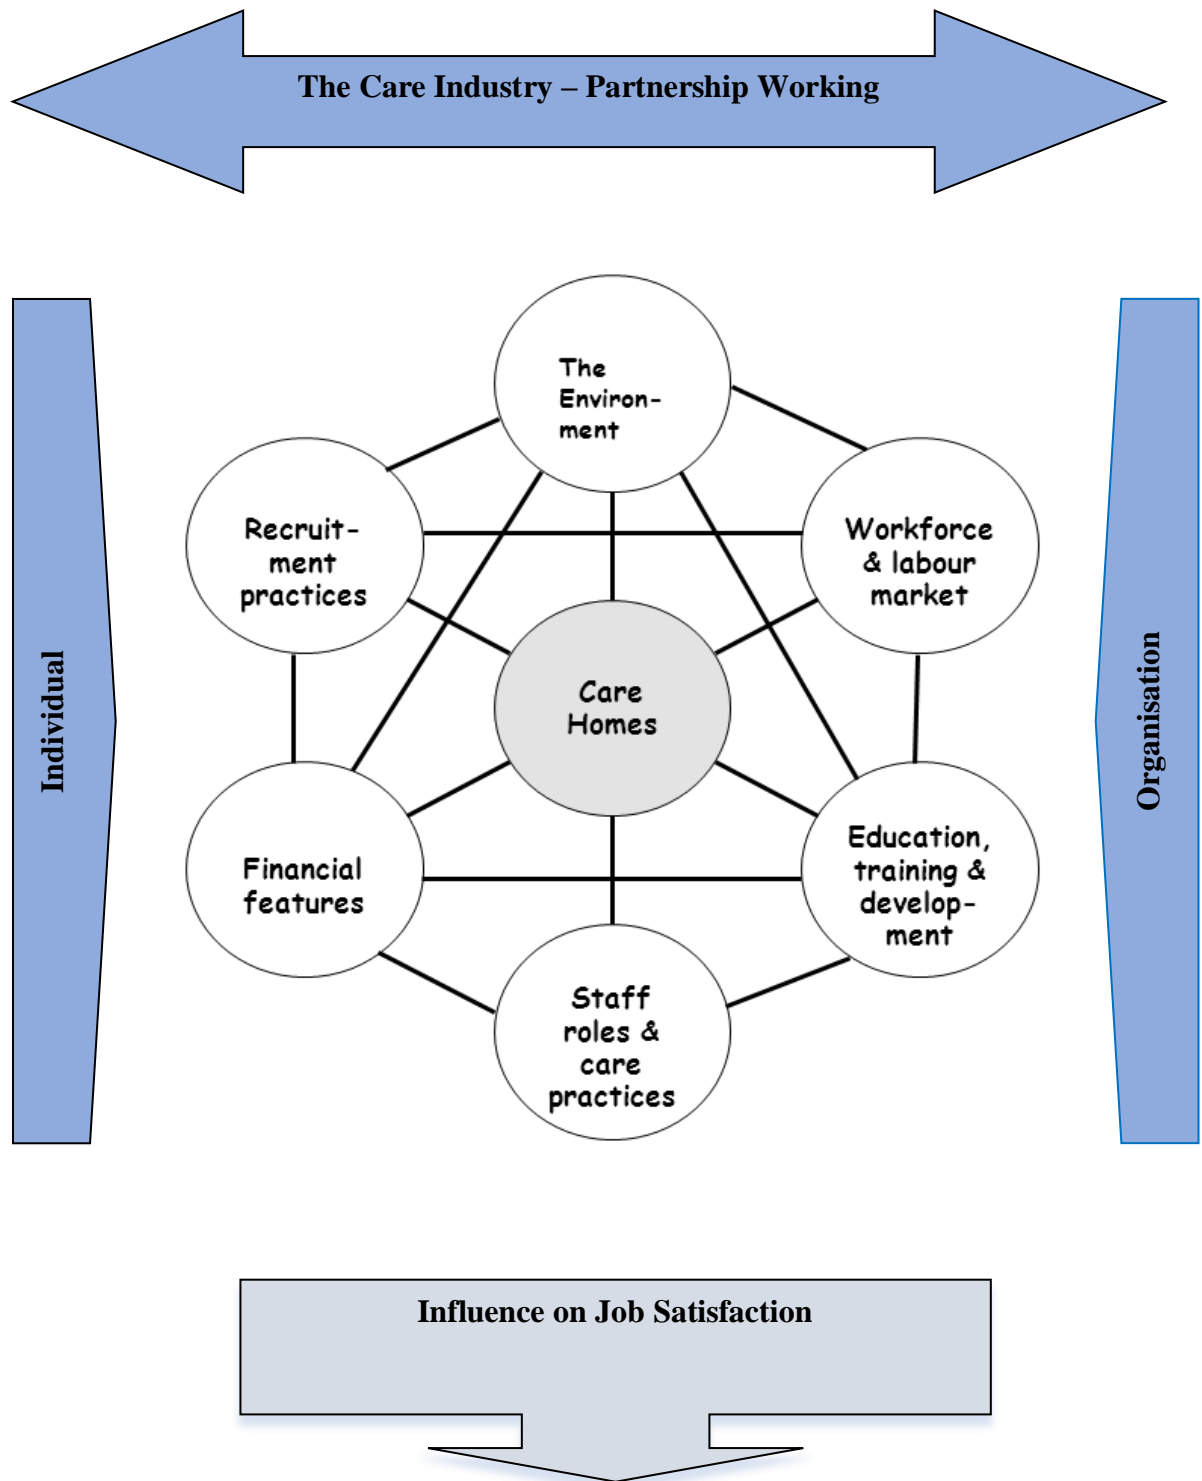 The Care Industry – Partnership Working
The
Environ-
ment
Recruit-
ment
practices
Workforce
& labour
market
Individual
Care
Homes
Organisation
Financial
features
Education,
training &
develop-
ment
Staff
roles &
care
practices
Influence on Job Satisfaction